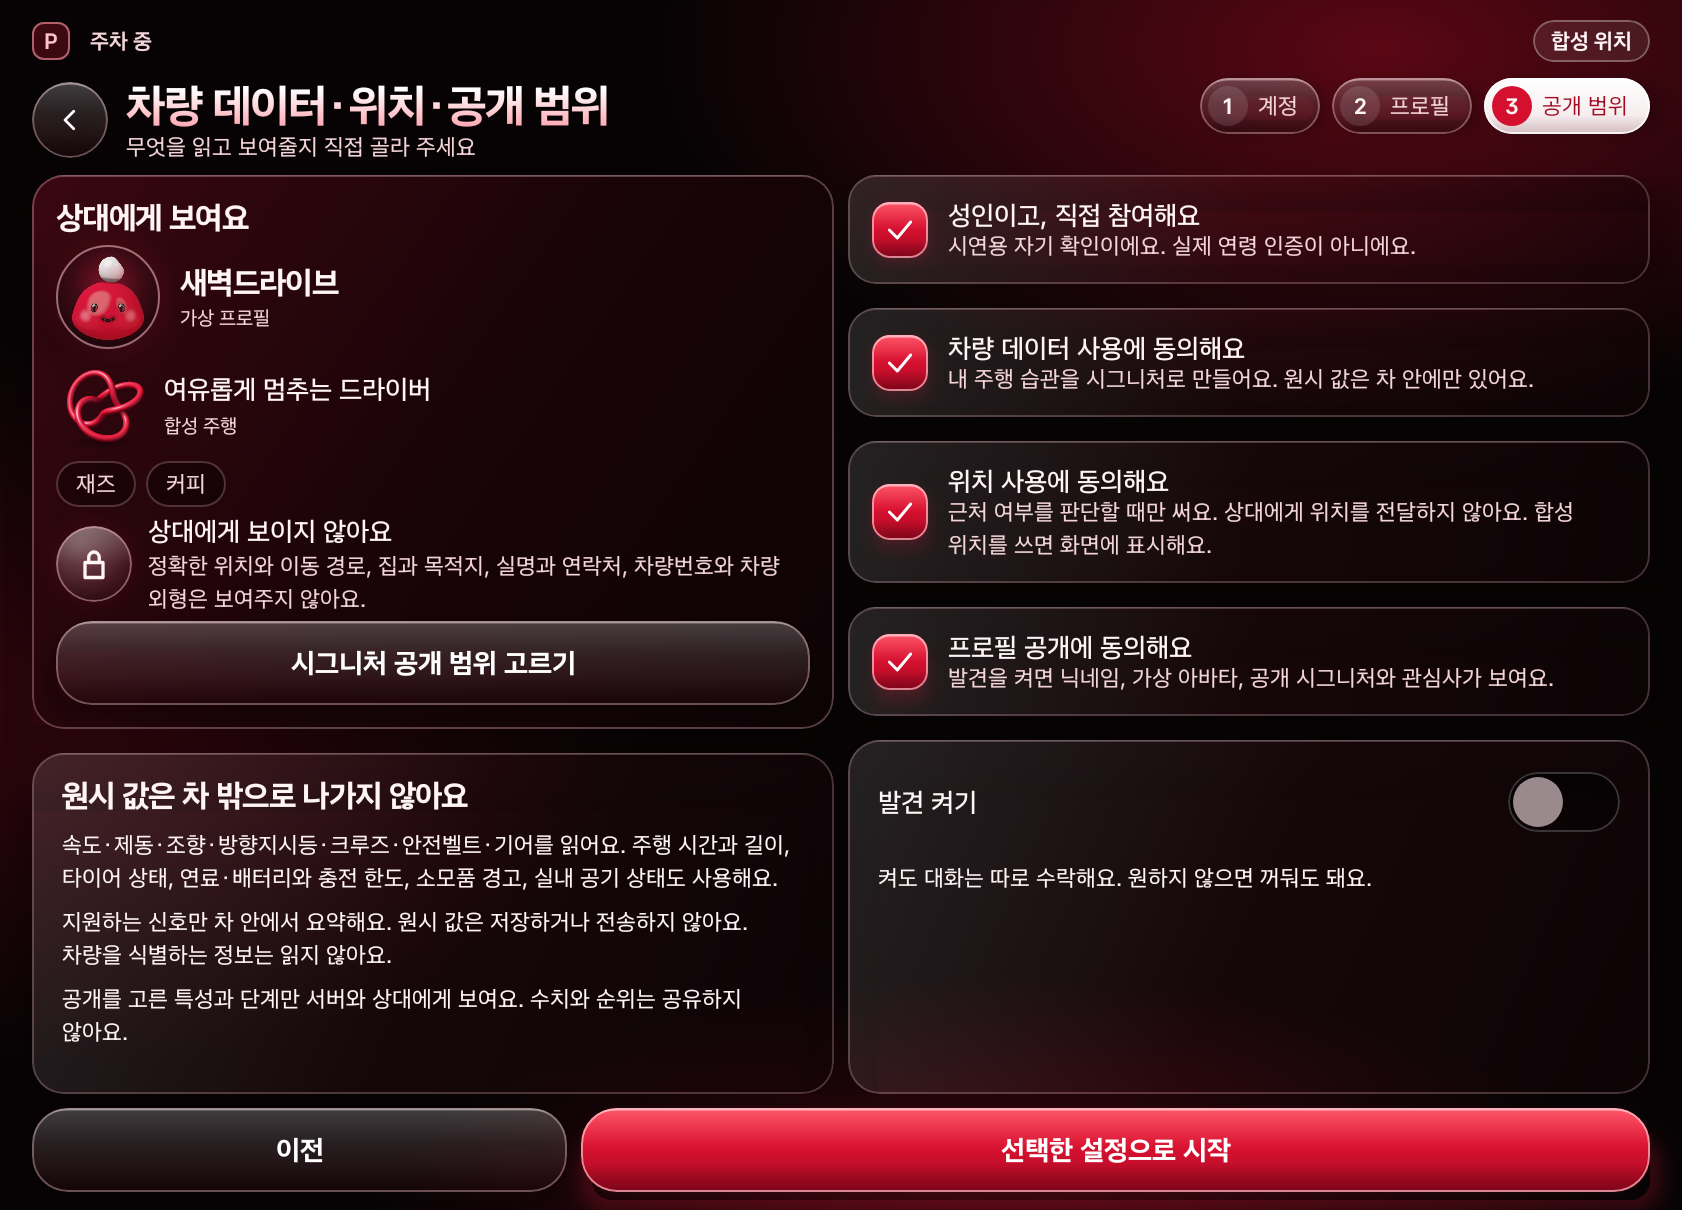 P 주차 중
합성 위치
차량 데이터·위치·공개 범위
무엇을 읽고 보여줄지 직접 골라 주세요
1 계정
2 프로필
3 공개 범위
상대에게 보여요
새벽드라이브
가상 프로필
여유롭게 멈추는 드라이버
합성 주행
재즈
커피
상대에게 보이지 않아요
정확한 위치와 이동 경로, 집과 목적지, 실명과 연락처, 차량번호와 차량
외형은 보여주지 않아요.
시그니처 공개 범위 고르기
원시 값은 차 밖으로 나가지 않아요
속도·제동·조향·방향지시등·크루즈·안전벨트·기어를 읽어요. 주행 시간과 길이,
타이어 상태, 연료·배터리와 충전 한도, 소모품 경고, 실내 공기 상태도 사용해요.
지원하는 신호만 차 안에서 요약해요. 원시 값은 저장하거나 전송하지 않아요.
차량을 식별하는 정보는 읽지 않아요.
공개를 고른 특성과 단계만 서버와 상대에게 보여요. 수치와 순위는 공유하지
않아요.
성인이고, 직접 참여해요
시연용 자기 확인이에요. 실제 연령 인증이 아니에요.
차량 데이터 사용에 동의해요
내 주행 습관을 시그니처로 만들어요. 원시 값은 차 안에만 있어요.
위치 사용에 동의해요
근처 여부를 판단할 때만 써요. 상대에게 위치를 전달하지 않아요. 합성
위치를 쓰면 화면에 표시해요.
프로필 공개에 동의해요
발견을 켜면 닉네임, 가상 아바타, 공개 시그니처와 관심사가 보여요.
발견 켜기
켜도 대화는 따로 수락해요. 원하지 않으면 꺼둬도 돼요.
이전
선택한 설정으로 시작